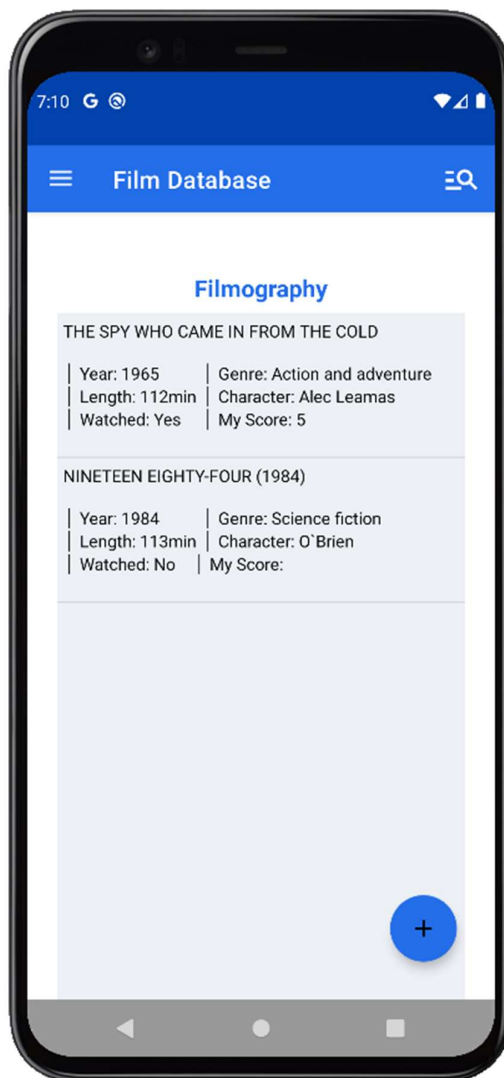 7:10 G
Film Database
Filmography
THE SPY WHO CAME IN FROM THE COLD
| Year: 1965 | Genre: Action and adventure
| Length: 112min | Character: Alec Leamas
| Watched: Yes | My Score: 5
NINETEEN EIGHTY-FOUR (1984)
| Year: 1984 | Genre: Science fiction
| Length: 113min | Character: O`Brien
| Watched: No | My Score:
+